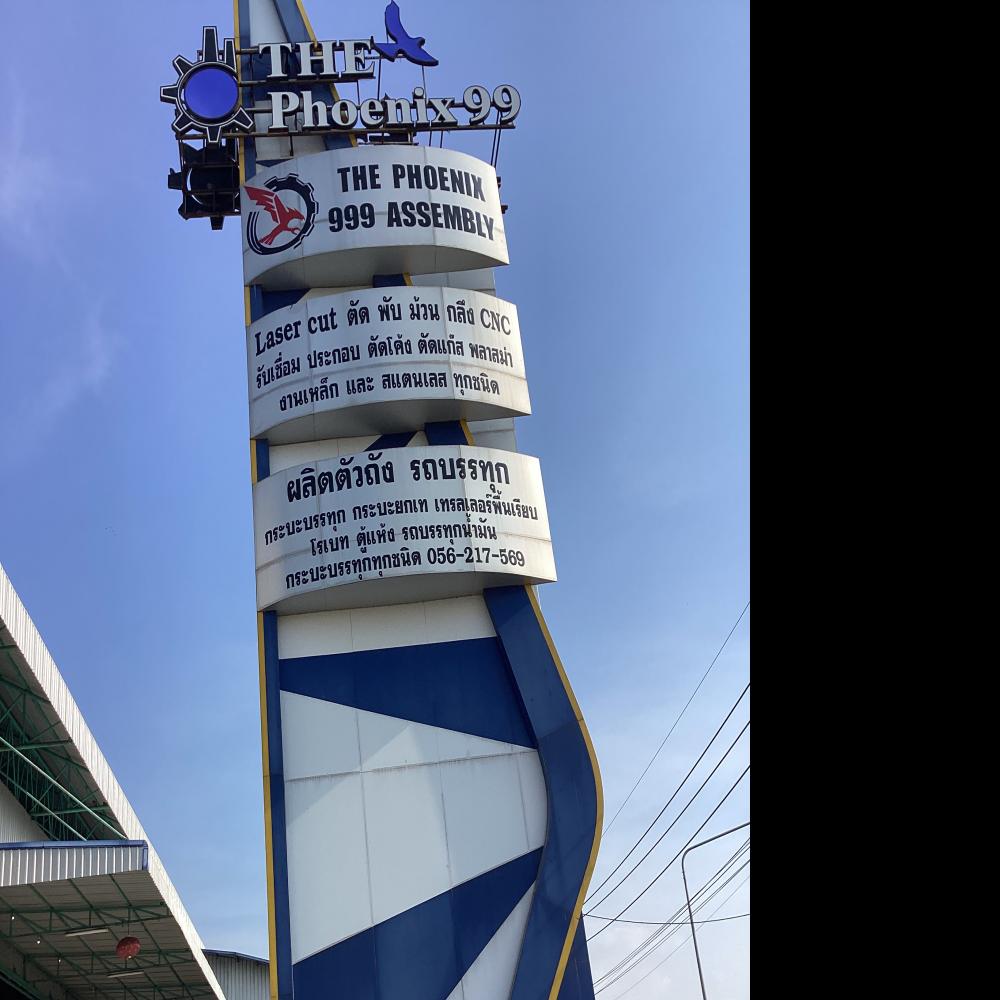 THE
Phoenix 99
THE PHOENIX
999 ASSEMBLY
Laser cut ตัด พับ ม้วน กลึง CNC
รับเชื่อม ประกอบ ตัดโค้ง ตัดแก๊ส พลาสม่า
งานเหล็ก และ สแตนเลส ทุกชนิด
ผลิตตัวถัง รถบรรทุก
กระบะบรรทุก กระบะยกเท เทรลเลอร์พื้นเรียบ
โรเบท ตู้แห้ง รถบรรทุกน้ำมัน
กระบะบรรทุกทุกชนิด 056-217-569